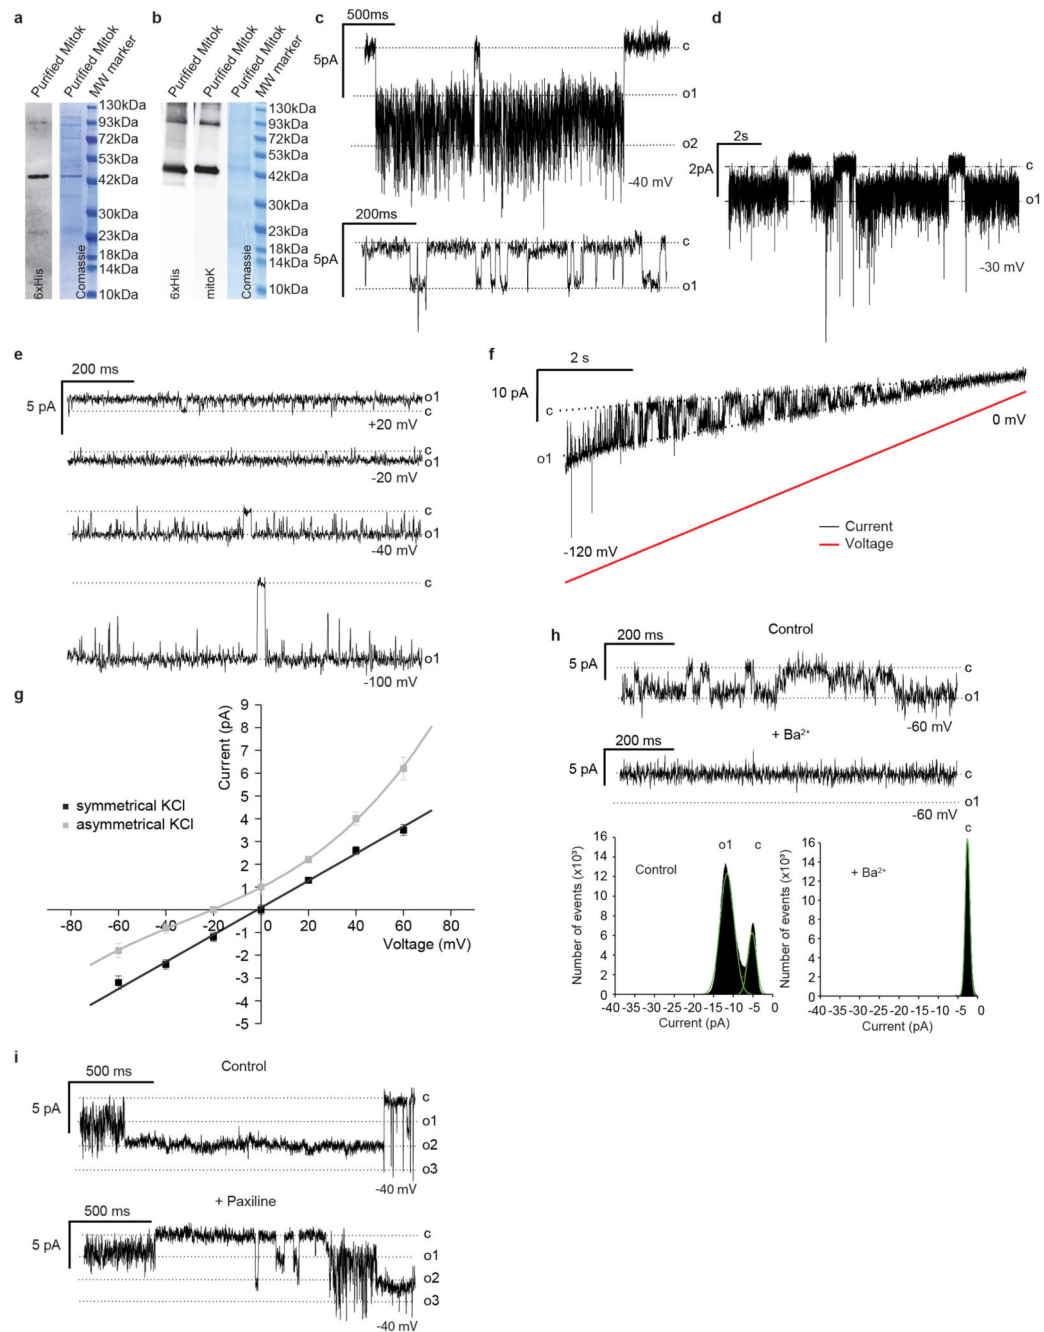 a
Purified Mitok
Purified Mitok
MW marker
130kDa
93kDa
72kDa
53kDa
42kDa
30kDa
23kDa
18kDa
14kDa
10kDa
6xHis
Comassie
b
Purified Mitok
Purified Mitok
Purified Mitok
MW marker
130kDa
93kDa
72kDa
53kDa
42kDa
30kDa
23kDa
18kDa
14kDa
10kDa
6xHis
mitoK
Comassie
c
500ms
5pA
c
o1
o2
-40 mV
200ms
5pA
c
o1
d
2s
2pA
c
o1
-30 mV
e
200 ms
5 pA
o1
c
+20 mV
c
o1
-20 mV
c
o1
-40 mV
c
o1
-100 mV
f
2 s
10 pA
c
o1
0 mV
-120 mV
Current
Voltage
g
Current (pA)
9
8
7
6
5
4
3
2
1
-1
-2
-3
-4
-5
-80 -60 -40 -20 0 20 40 60 80
Voltage (mV)
symmetrical KCl
asymmetrical KCl
h
Control
200 ms
5 pA
c
o1
-60 mV
+ Ba²⁺
200 ms
5 pA
c
o1
-60 mV
Number of events (x10³)
16
14
12
10
8
6
4
2
0
Control
o1 c
-40 -35 -30 -25 -20 -15 -10 -5 0
Current (pA)
Number of events (x10³)
16
14
12
10
8
6
4
2
0
+ Ba²⁺
c
-40 -35 -30 -25 -20 -15 -10 -5 0
Current (pA)
i
Control
500 ms
5 pA
c
o1
o2
o3
-40 mV
+ Paxiline
500 ms
5 pA
c
o1
o2
o3
-40 mV